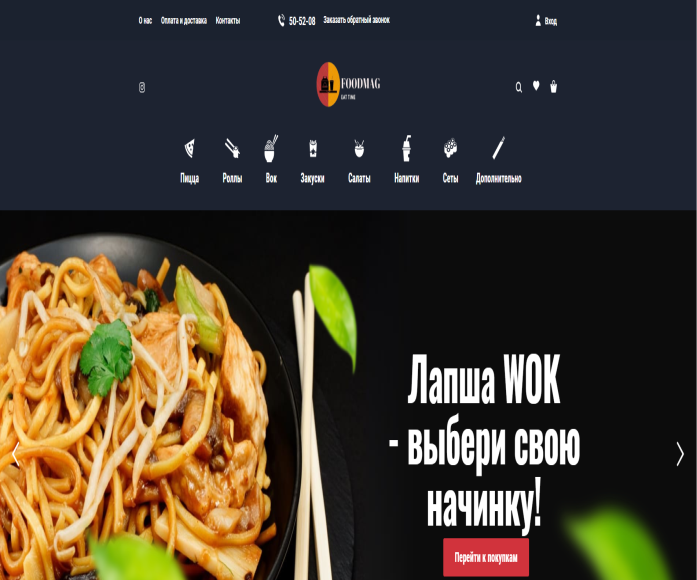 О нас Оплата и доставка Контакты 50-52-08 Заказать обратный звонок Вход
FOODMAG
EAT TIME
Пицца Роллы Вок Закуски Салаты Напитки Сеты Дополнительно
Лапша WOK
- выбери свою
начинку!
Перейти к покупкам